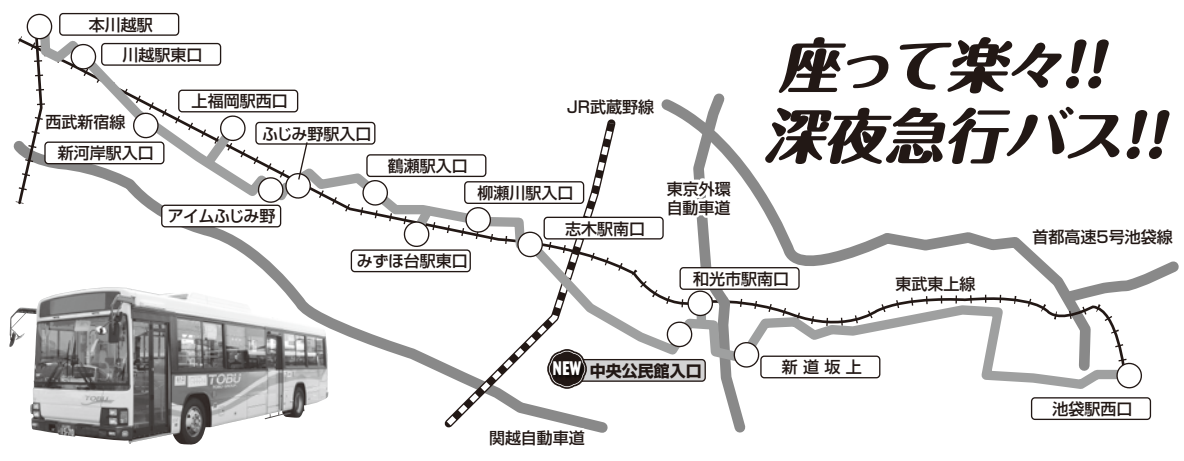 座って楽々!!
深夜急行バス!!
本川越駅
川越駅東口
上福岡駅西口
JR武蔵野線
西武新宿線
ふじみ野駅入口
新河岸駅入口
鶴瀬駅入口
柳瀬川駅入口
東京外環
自動車道
アイムふじみ野
志木駅南口
首都高速5号池袋線
みずほ台駅東口
和光市駅南口
東武東上線
NEW 中央公民館入口
新道坂上
TOBU
TOBU
池袋駅西口
関越自動車道